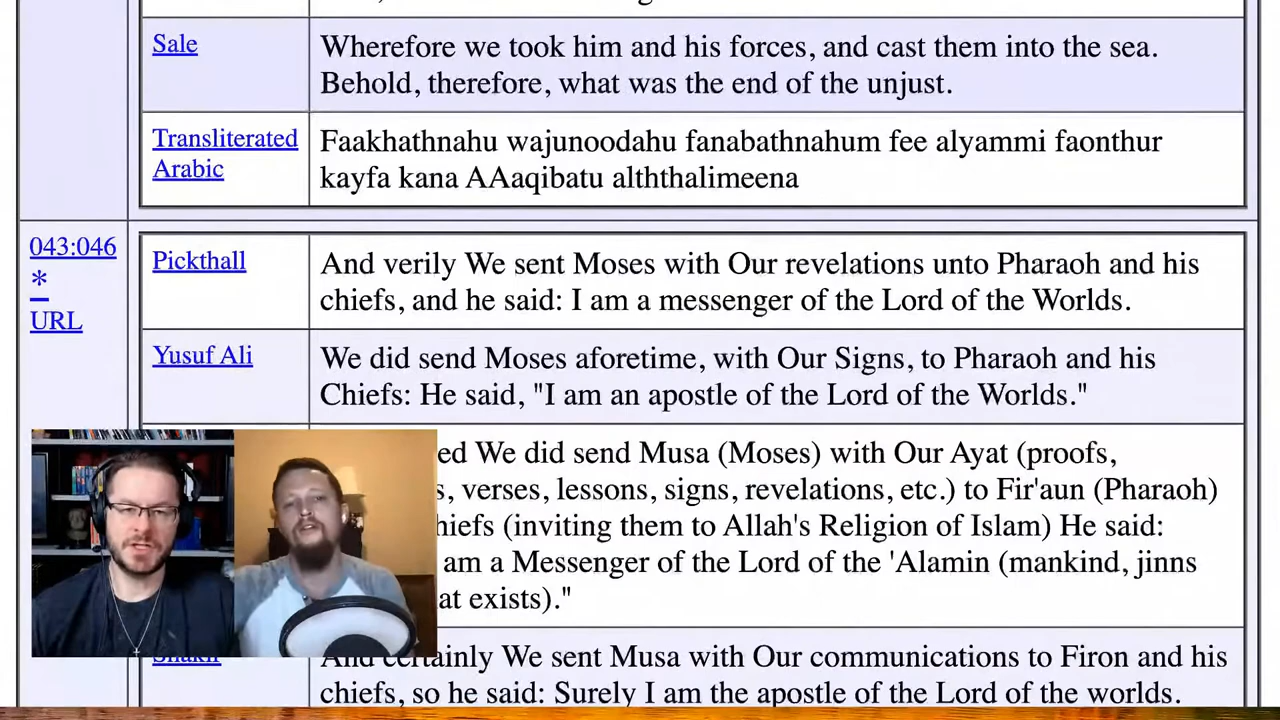 Sale
Wherefore we took him and his forces, and cast them into the sea.
Behold, therefore, what was the end of the unjust.
Transliterated
Arabic
Faakhathnahu wajunoodahu fanabathnahum fee alyammi faonthur
kayfa kana AAaqibatu alththalimeena
043:046
*
URL
Pickthall
And verily We sent Moses with Our revelations unto Pharaoh and his
chiefs, and he said: I am a messenger of the Lord of the Worlds.
Yusuf Ali
We did send Moses aforetime, with Our Signs, to Pharaoh and his
Chiefs: He said, "I am an apostle of the Lord of the Worlds."
We did send Musa (Moses) with Our Ayat (proofs,
verses, lessons, signs, revelations, etc.) to Fir'aun (Pharaoh)
(inviting them to Allah's Religion of Islam) He said:
am a Messenger of the Lord of the 'Alamin (mankind, jinns
exists)."
Shakir
And certainly We sent Musa with Our communications to Firon and his
chiefs, so he said: Surely I am the apostle of the Lord of the worlds.